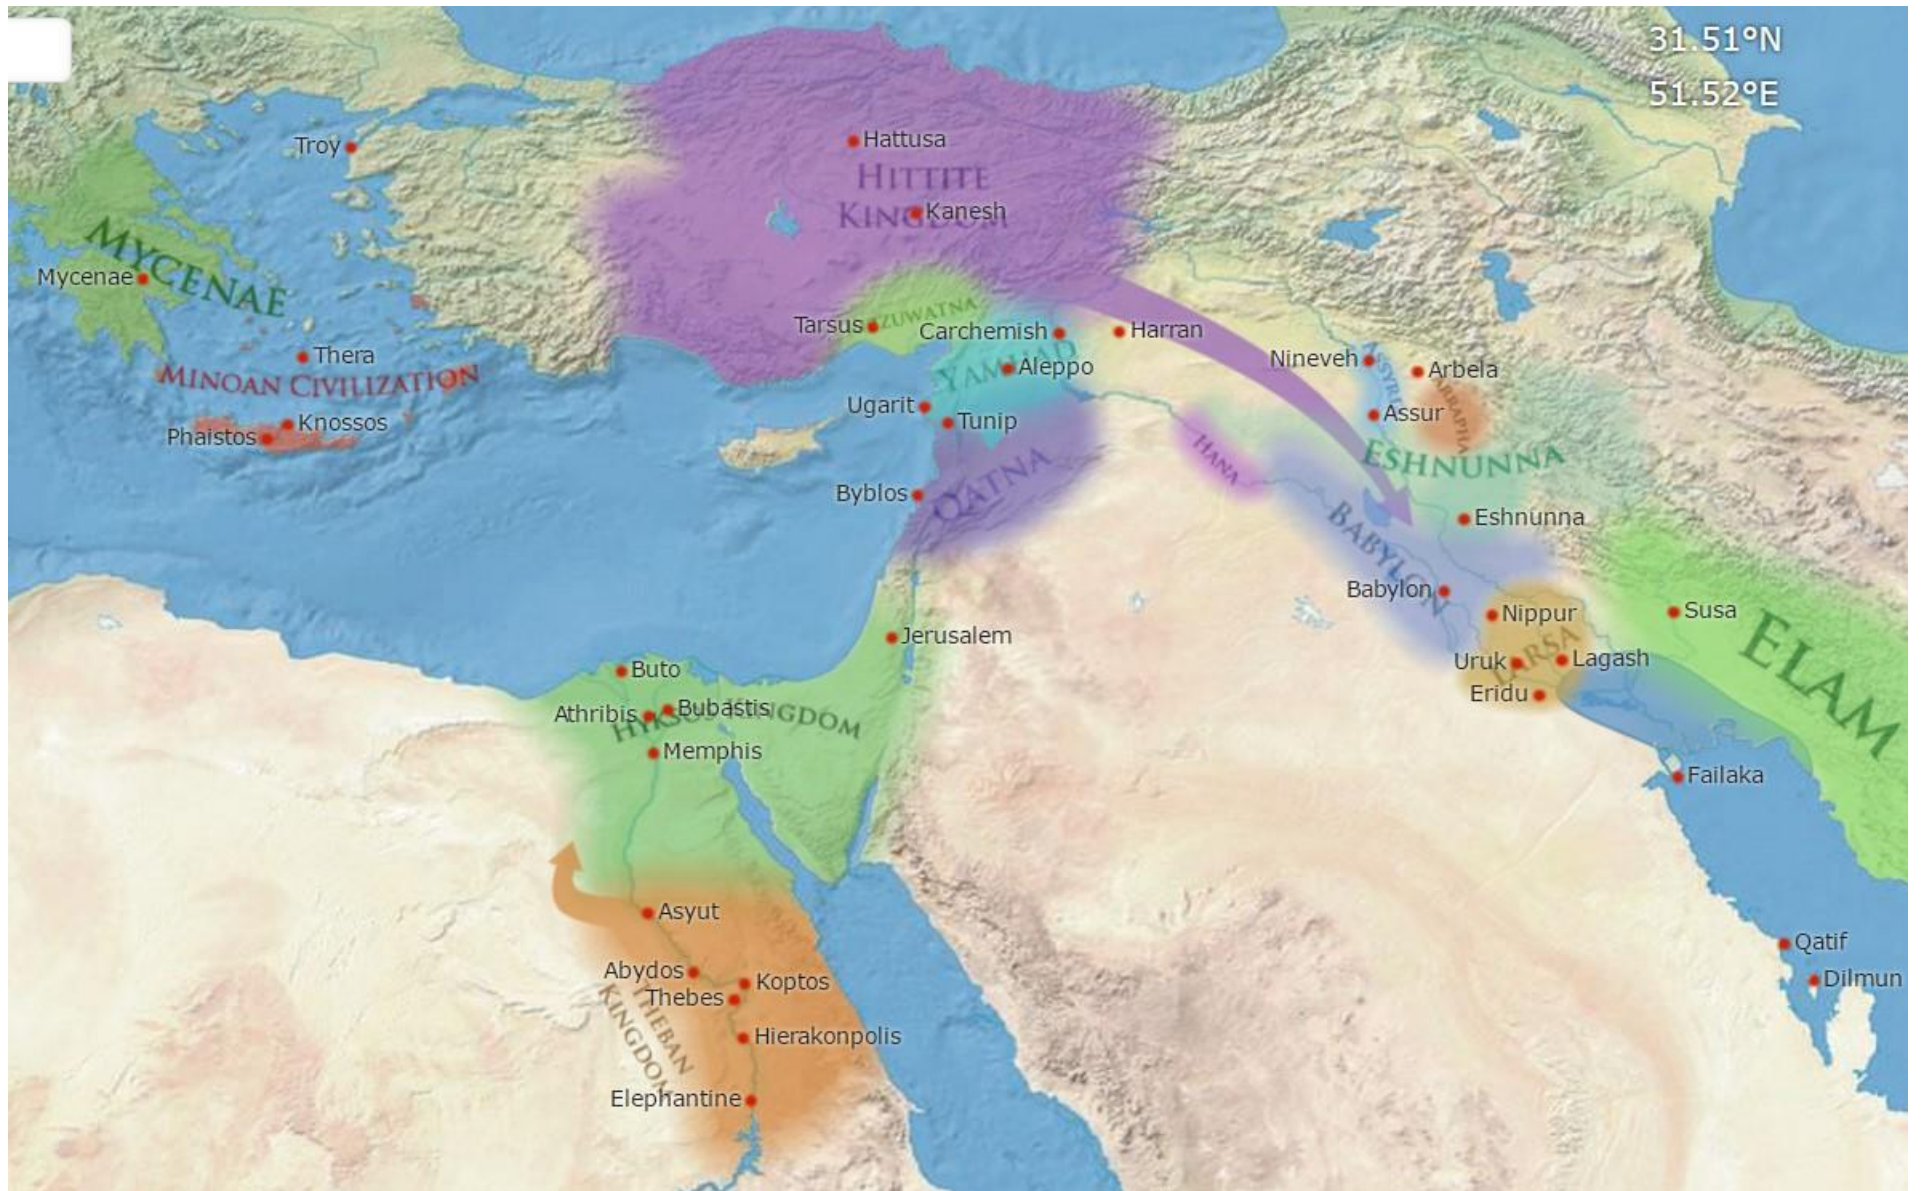 31.51°N
51.52°E
Troy
Hattusa
HITTITE
KINGDOM
Kanesh
MYCENAE
Mycenae
Tarsus
ZUWATNA
Carchemish
Harran
Thera
MINOAN CIVILIZATION
YAMHAD
Aleppo
Nineveh
ASSYRIA
Arbela
ARRAPHA
Ugarit
Tunip
Assur
Knossos
Phaistos
QATNA
HANA
ESHNUNNA
Byblos
BABYLON
Eshnunna
Babylon
Nippur
LARSA
Susa
ELAM
Jerusalem
Uruk
Lagash
Eridu
Buto
Athribis
Bubastis
HYKSOS KINGDOM
Memphis
Failaka
Asyut
Qatif
Abydos
Koptos
Dilmun
Thebes
THEBAN
KINGDOM
Hierakonpolis
Elephantine